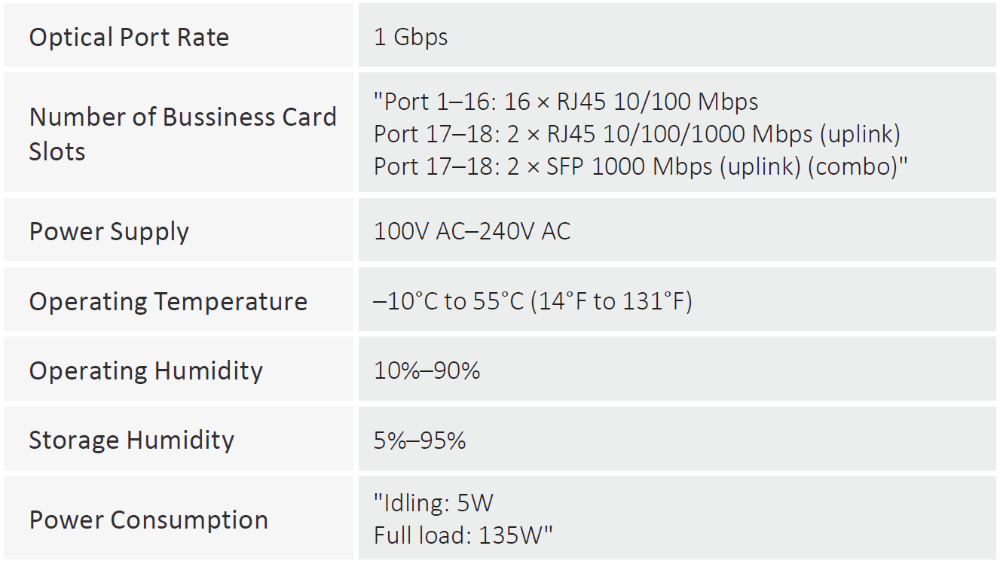 Optical Port Rate
1 Gbps
Number of Bussiness Card
Slots
"Port 1–16: 16 × RJ45 10/100 Mbps
Port 17–18: 2 × RJ45 10/100/1000 Mbps (uplink)
Port 17–18: 2 × SFP 1000 Mbps (uplink) (combo)"
Power Supply
100V AC–240V AC
Operating Temperature
–10°C to 55°C (14°F to 131°F)
Operating Humidity
10%–90%
Storage Humidity
5%–95%
Power Consumption
"Idling: 5W
Full load: 135W"